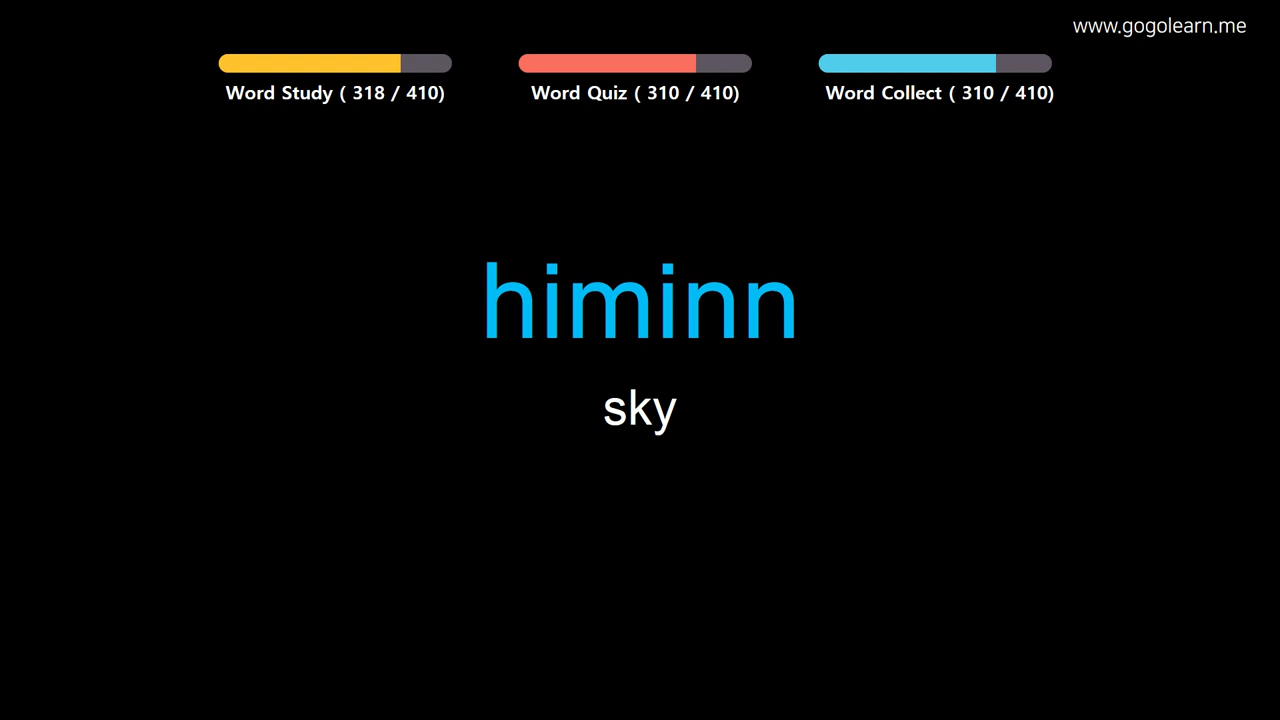 www.gogolearn.me
Word Study ( 318 / 410)
Word Quiz ( 310 / 410)
Word Collect ( 310 / 410)
himinn
sky